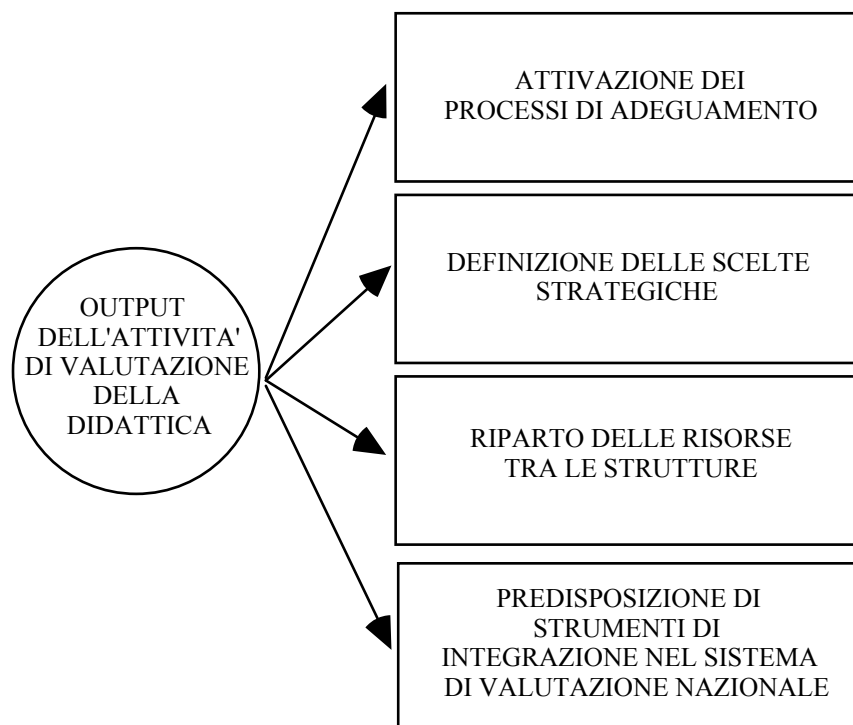 OUTPUT
DELL'ATTIVITA'
DI VALUTAZIONE
DELLA
DIDATTICA
ATTIVAZIONE DEI
PROCESSI DI ADEGUAMENTO
DEFINIZIONE DELLE SCELTE
STRATEGICHE
RIPARTO DELLE RISORSE
TRA LE STRUTTURE
PREDISPOSIZIONE DI
STRUMENTI DI
INTEGRAZIONE NEL SISTEMA
DI VALUTAZIONE NAZIONALE